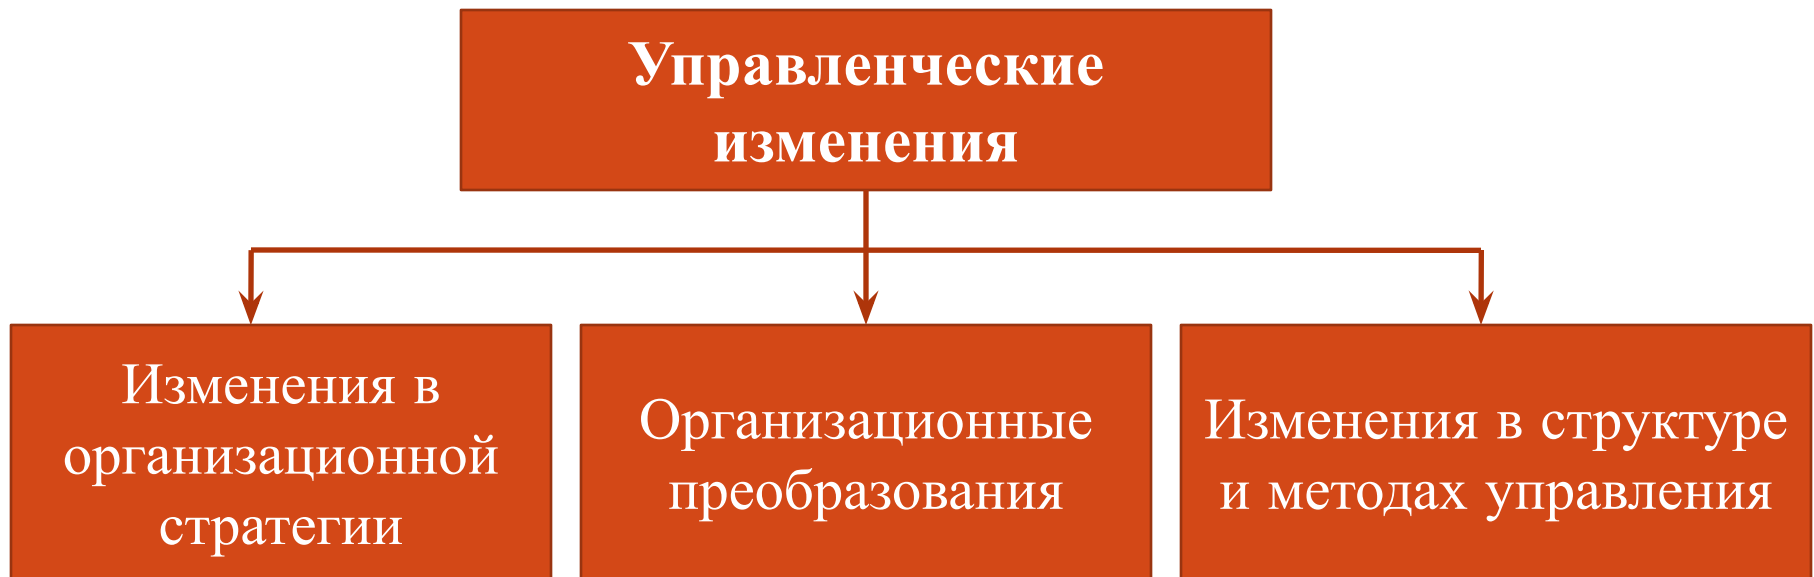 Управленческие
изменения
Изменения в
организационной
стратегии
Организационные
преобразования
Изменения в структуре
и методах управления